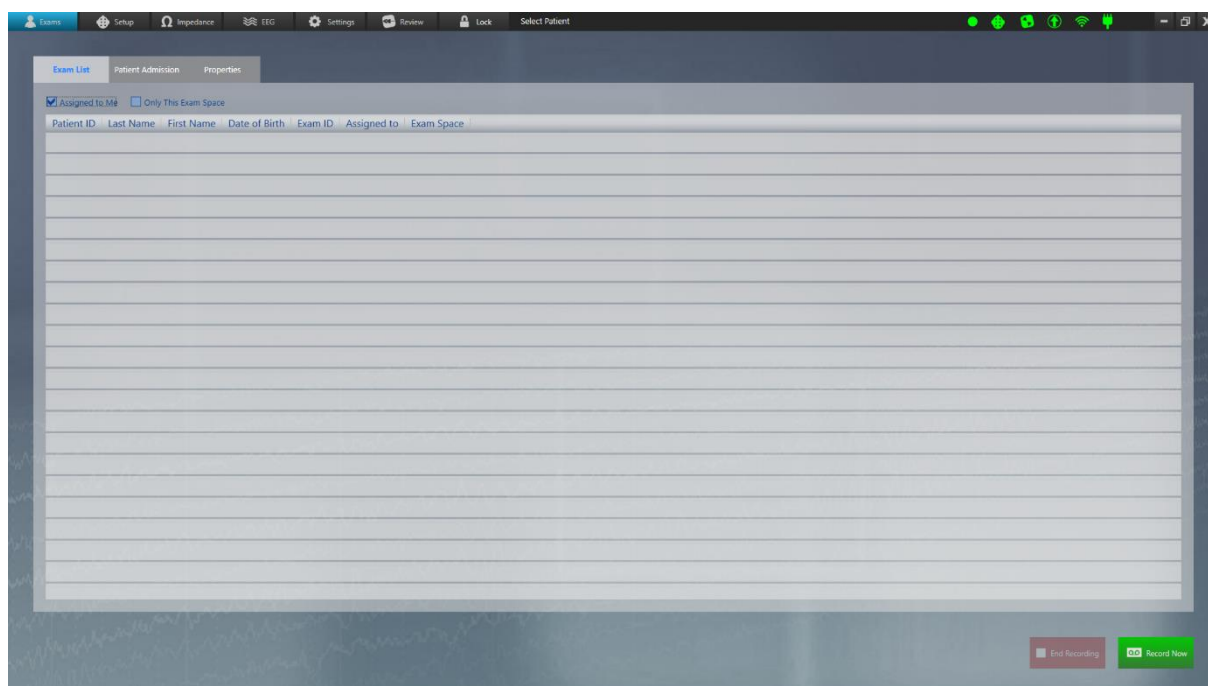 Exams Setup Impedance EEG Settings Review Lock Select Patient
Exam List Patient Admission Properties
Assigned to Me Only This Exam Space
Patient ID Last Name First Name Date of Birth Exam ID Assigned to Exam Space
End Recording Record Now